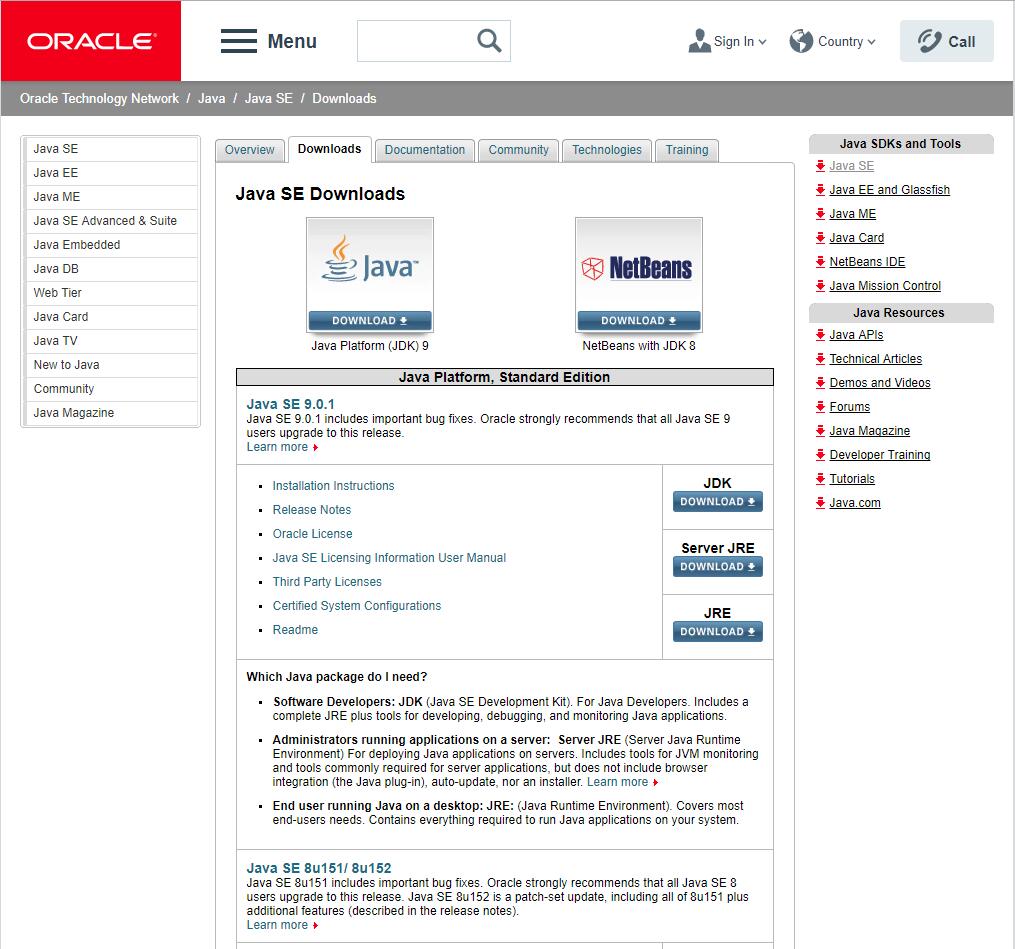 ORACLE®
Menu
Sign In
Country
Call
Oracle Technology Network / Java / Java SE / Downloads
Java SE
Java EE
Java ME
Java SE Advanced & Suite
Java Embedded
Java DB
Web Tier
Java Card
Java TV
New to Java
Community
Java Magazine
Overview
Downloads
Documentation
Community
Technologies
Training
Java SE Downloads
Java™
DOWNLOAD
Java Platform (JDK) 9
NetBeans
DOWNLOAD
NetBeans with JDK 8
Java Platform, Standard Edition
Java SE 9.0.1
Java SE 9.0.1 includes important bug fixes. Oracle strongly recommends that all Java SE 9
users upgrade to this release.
Learn more
Installation Instructions
Release Notes
Oracle License
Java SE Licensing Information User Manual
Third Party Licenses
Certified System Configurations
Readme
JDK
DOWNLOAD
Server JRE
DOWNLOAD
JRE
DOWNLOAD
Which Java package do I need?
Software Developers: JDK (Java SE Development Kit). For Java Developers. Includes a
complete JRE plus tools for developing, debugging, and monitoring Java applications.
Administrators running applications on a server: Server JRE (Server Java Runtime
Environment) For deploying Java applications on servers. Includes tools for JVM monitoring
and tools commonly required for server applications, but does not include browser
integration (the Java plug-in), auto-update, nor an installer. Learn more
End user running Java on a desktop: JRE: (Java Runtime Environment). Covers most
end-users needs. Contains everything required to run Java applications on your system.
Java SE 8u151/ 8u152
Java SE 8u151 includes important bug fixes. Oracle strongly recommends that all Java SE 8
users upgrade to this release. Java SE 8u152 is a patch-set update, including all of 8u151 plus
additional features (described in the release notes).
Learn more
Java SDKs and Tools
Java SE
Java EE and Glassfish
Java ME
Java Card
NetBeans IDE
Java Mission Control
Java Resources
Java APIs
Technical Articles
Demos and Videos
Forums
Java Magazine
Developer Training
Tutorials
Java.com